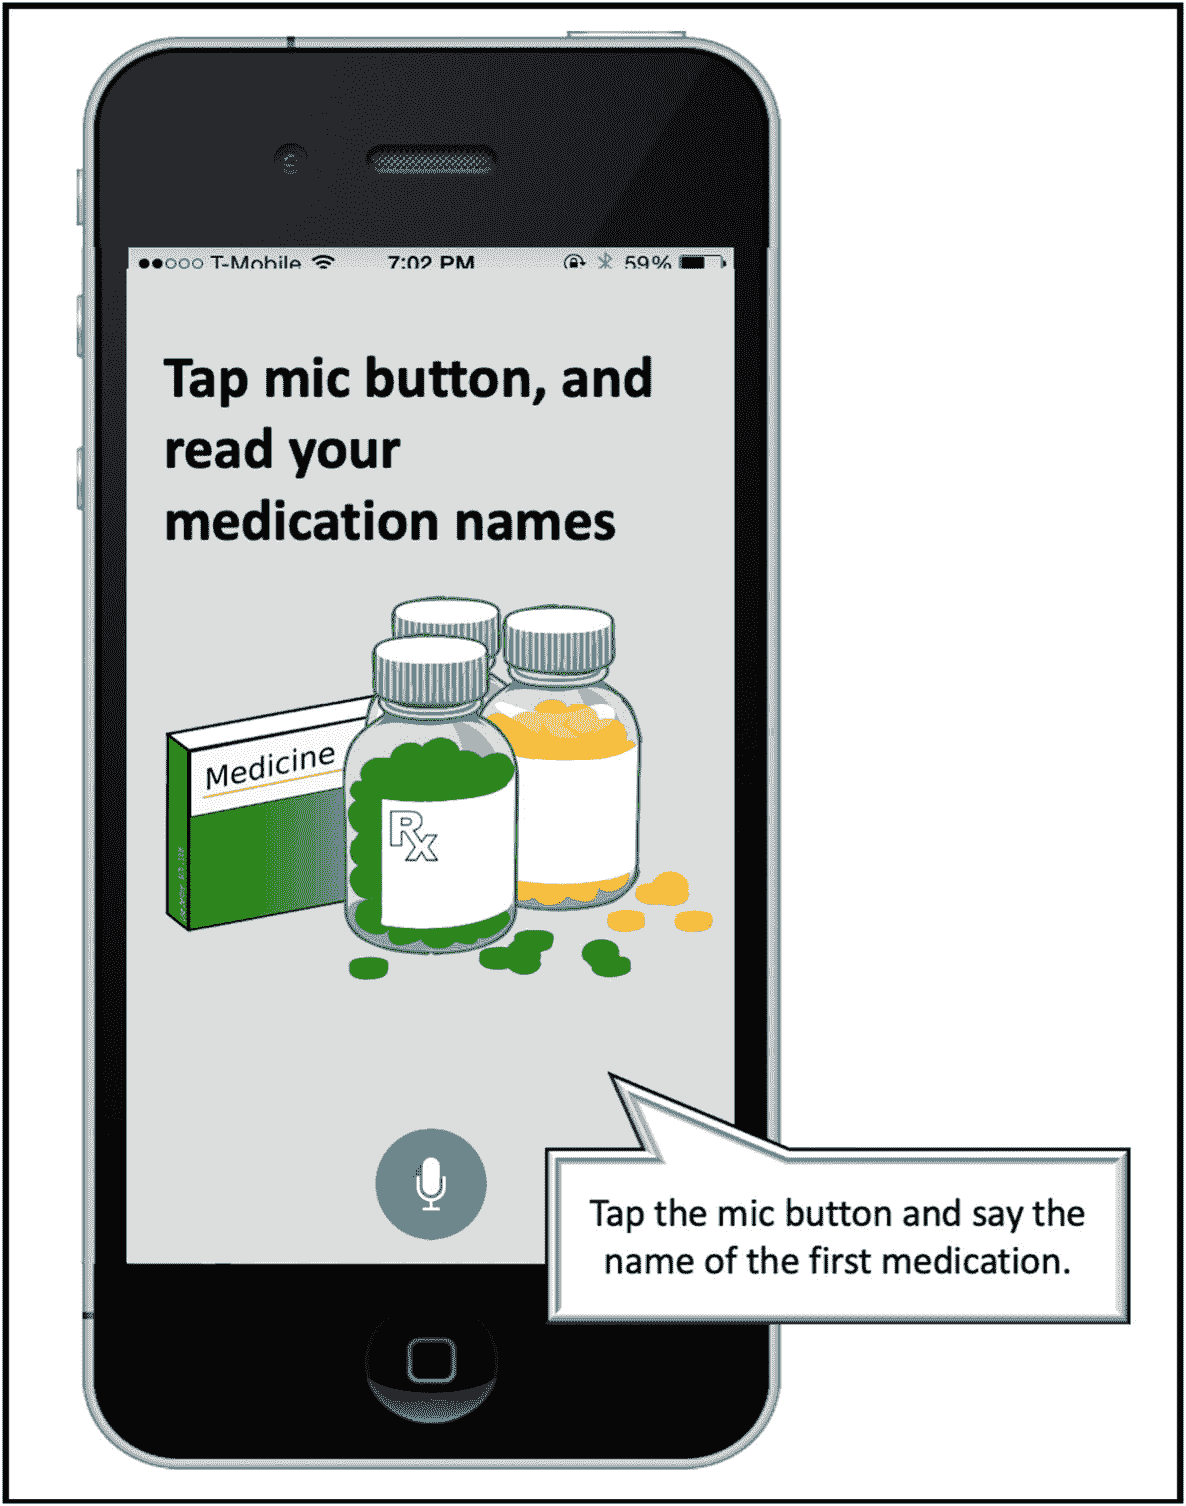 T-Mobile 7:02 PM 59%
Tap mic button, and
read your
medication names
Medicine
Rx
Tap the mic button and say the
name of the first medication.